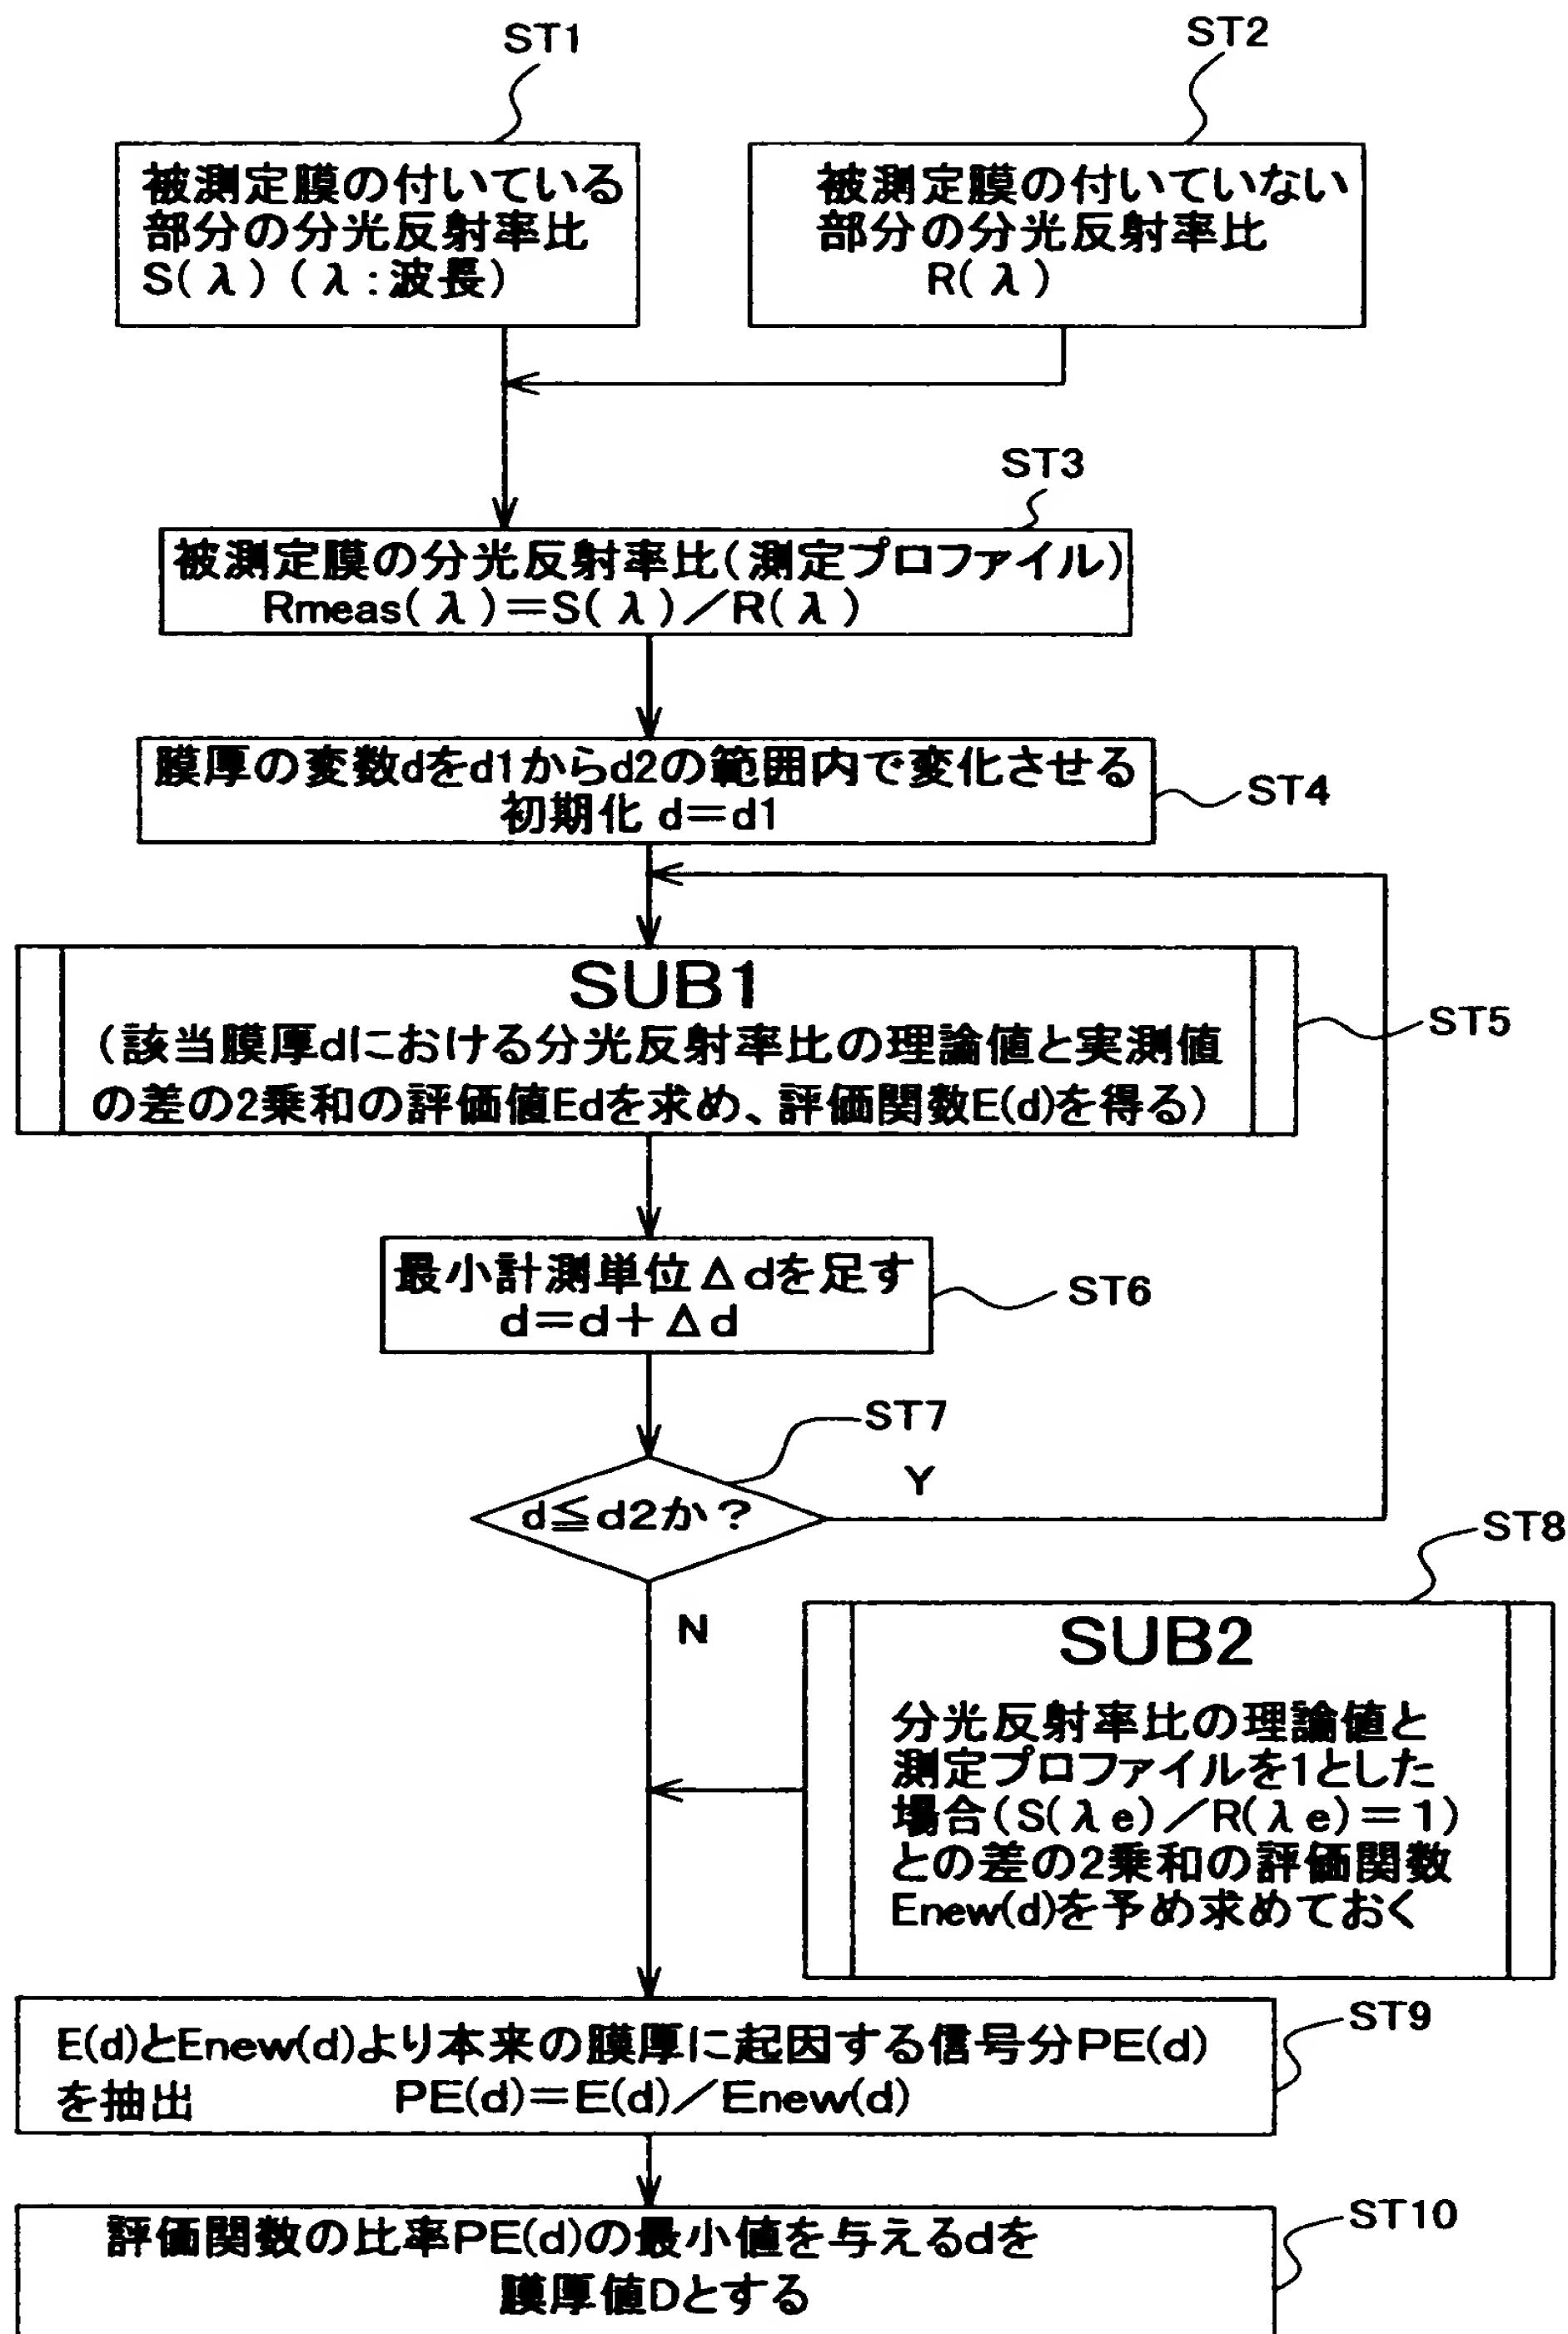 ST1
ST2
被測定膜の付いている
部分の分光反射率比
S(λ)(λ:波長)
被測定膜の付いていない
部分の分光反射率比
R(λ)
ST3
被測定膜の分光反射率比(測定プロファイル)
Rmeas(λ)=S(λ)/R(λ)
膜厚の変数dをd1からd2の範囲内で変化させる
初期化 d=d1
ST4
SUB1
(該当膜厚dにおける分光反射率比の理論値と実測値
の差の2乗和の評価値Edを求め、評価関数E(d)を得る)
ST5
最小計測単位Δdを足す
d=d+Δd
ST6
ST7
d≦d2か?
Y
N
ST8
SUB2
分光反射率比の理論値と
測定プロファイルを1とした
場合(S(λe)/R(λe)=1)
との差の2乗和の評価関数
Enew(d)を予め求めておく
E(d)とEnew(d)より本来の膜厚に起因する信号分PE(d)
を抽出 PE(d)=E(d)/Enew(d)
ST9
評価関数の比率PE(d)の最小値を与えるdを
膜厚値Dとする
ST10